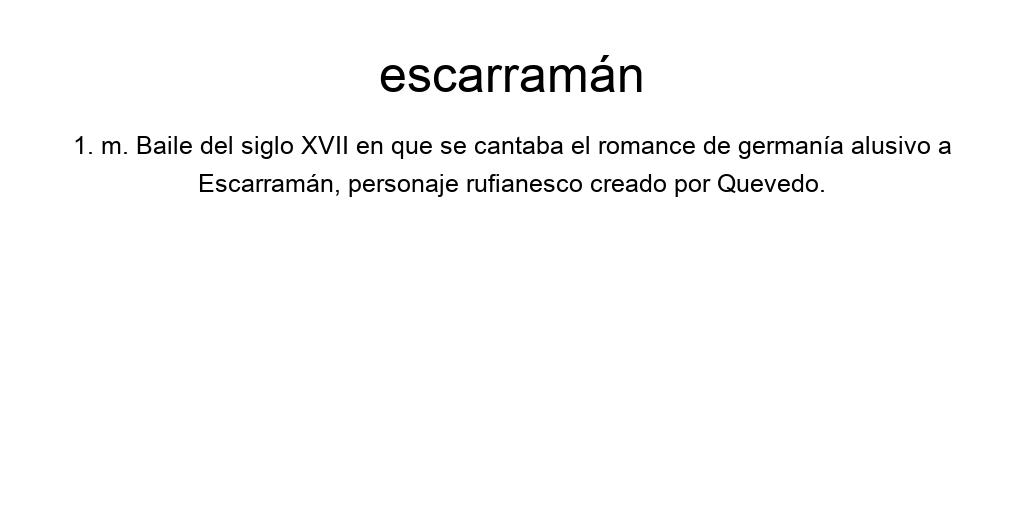 escarramán
1. m. Baile del siglo XVII en que se cantaba el romance de germanía alusivo a
Escarramán, personaje rufianesco creado por Quevedo.